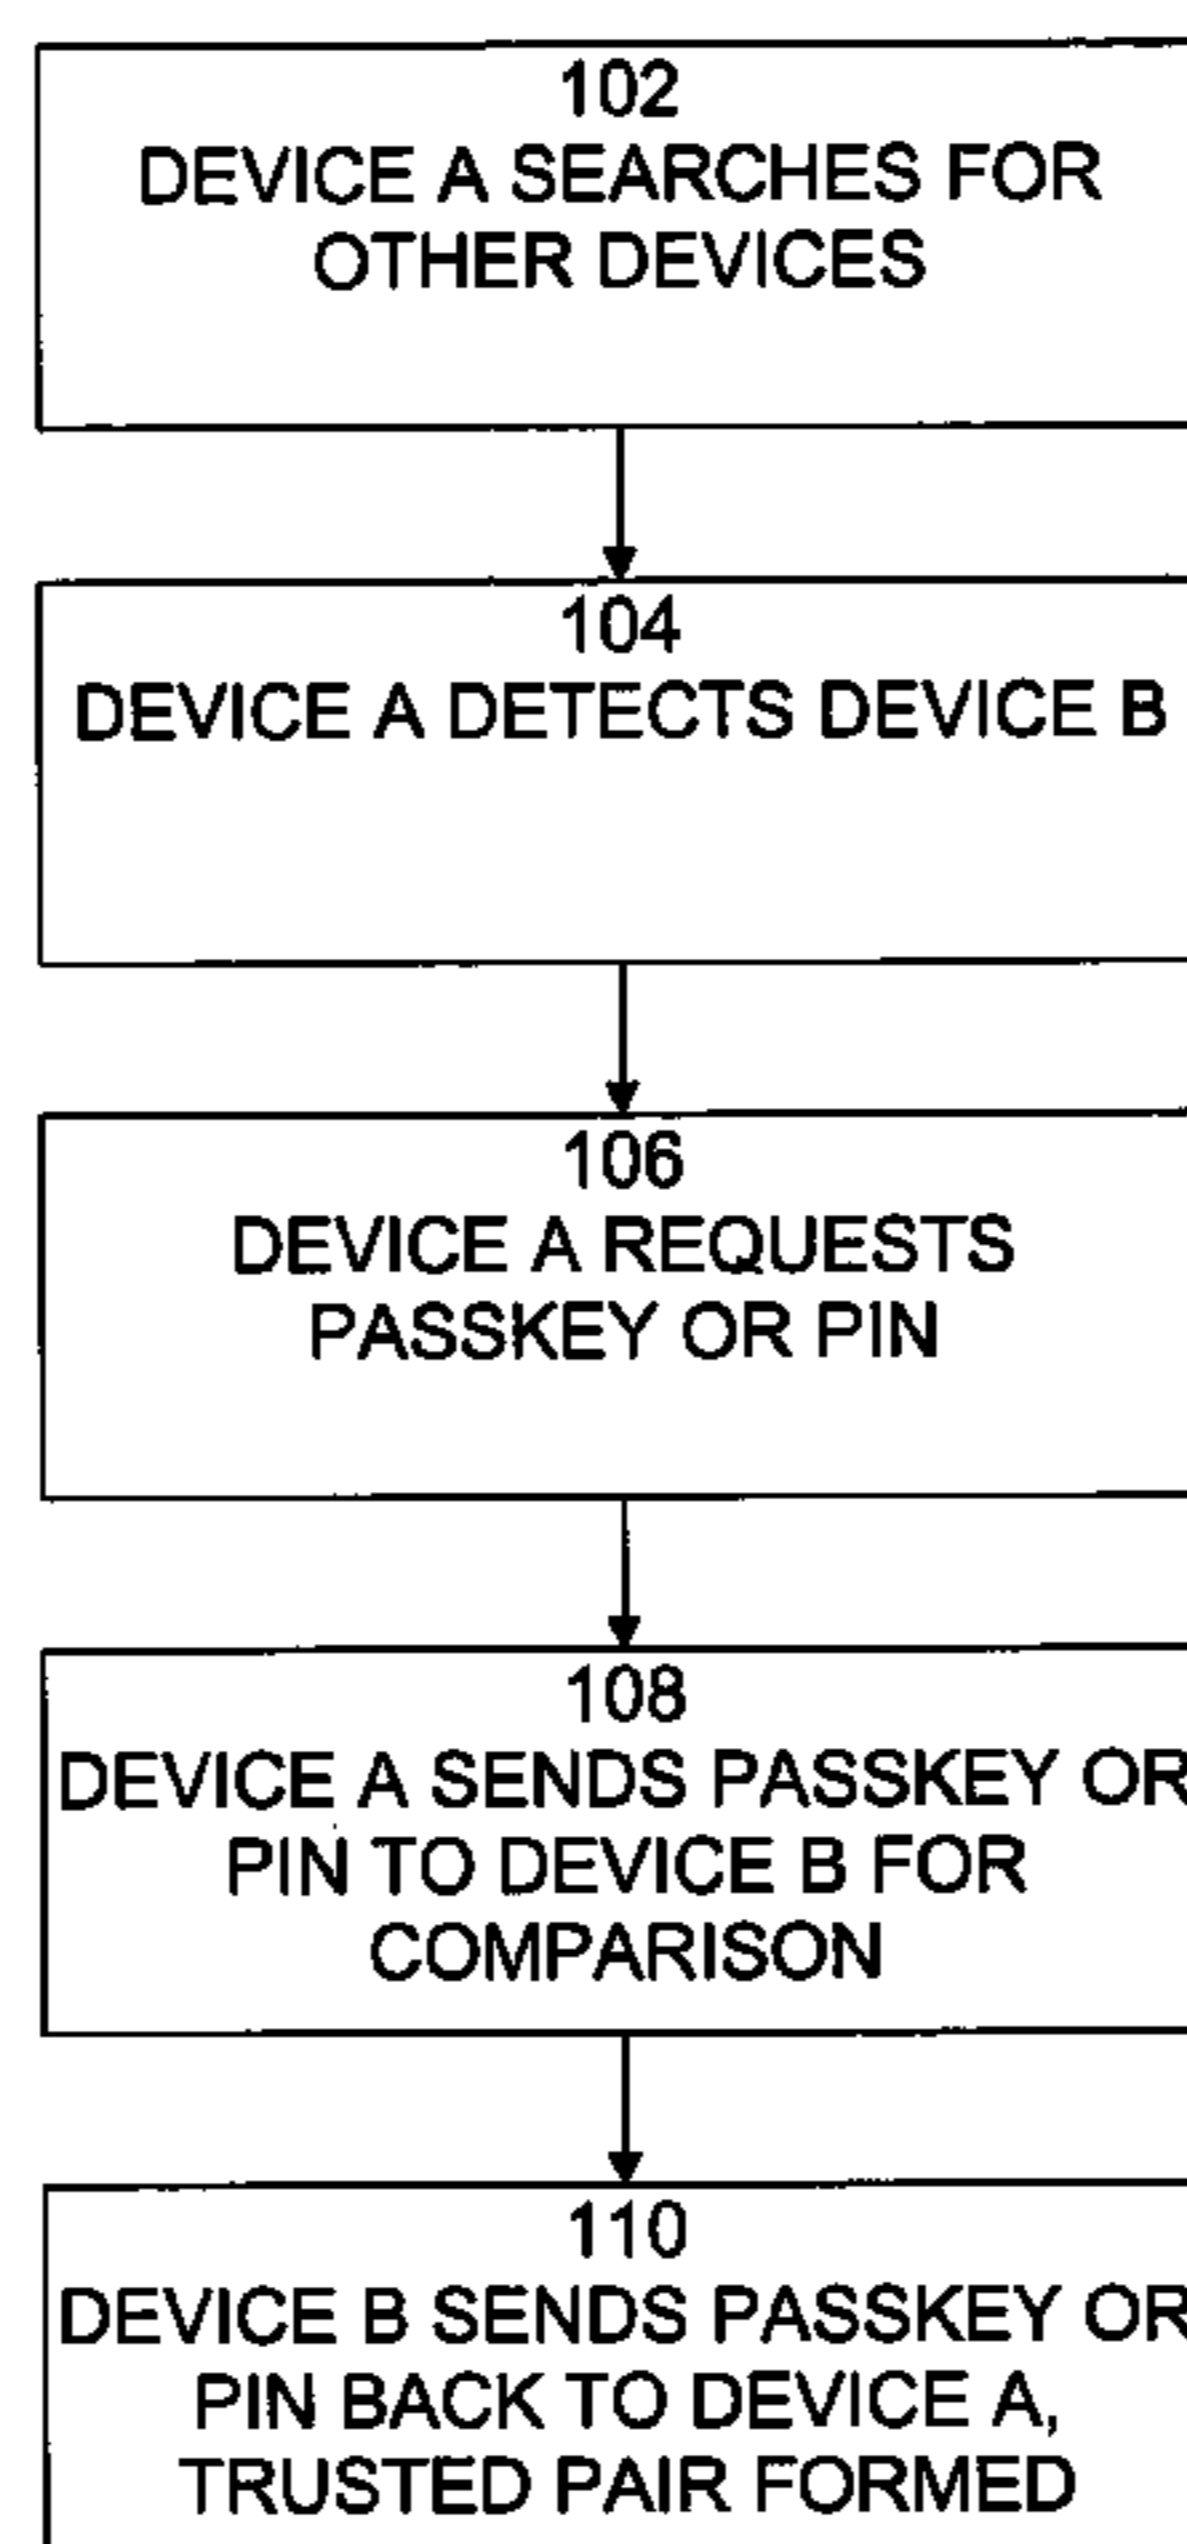 102
DEVICE A SEARCHES FOR
OTHER DEVICES
104
DEVICE A DETECTS DEVICE B
106
DEVICE A REQUESTS
PASSKEY OR PIN
108
DEVICE A SENDS PASSKEY OR
PIN TO DEVICE B FOR
COMPARISON
110
DEVICE B SENDS PASSKEY OR
PIN BACK TO DEVICE A,
TRUSTED PAIR FORMED